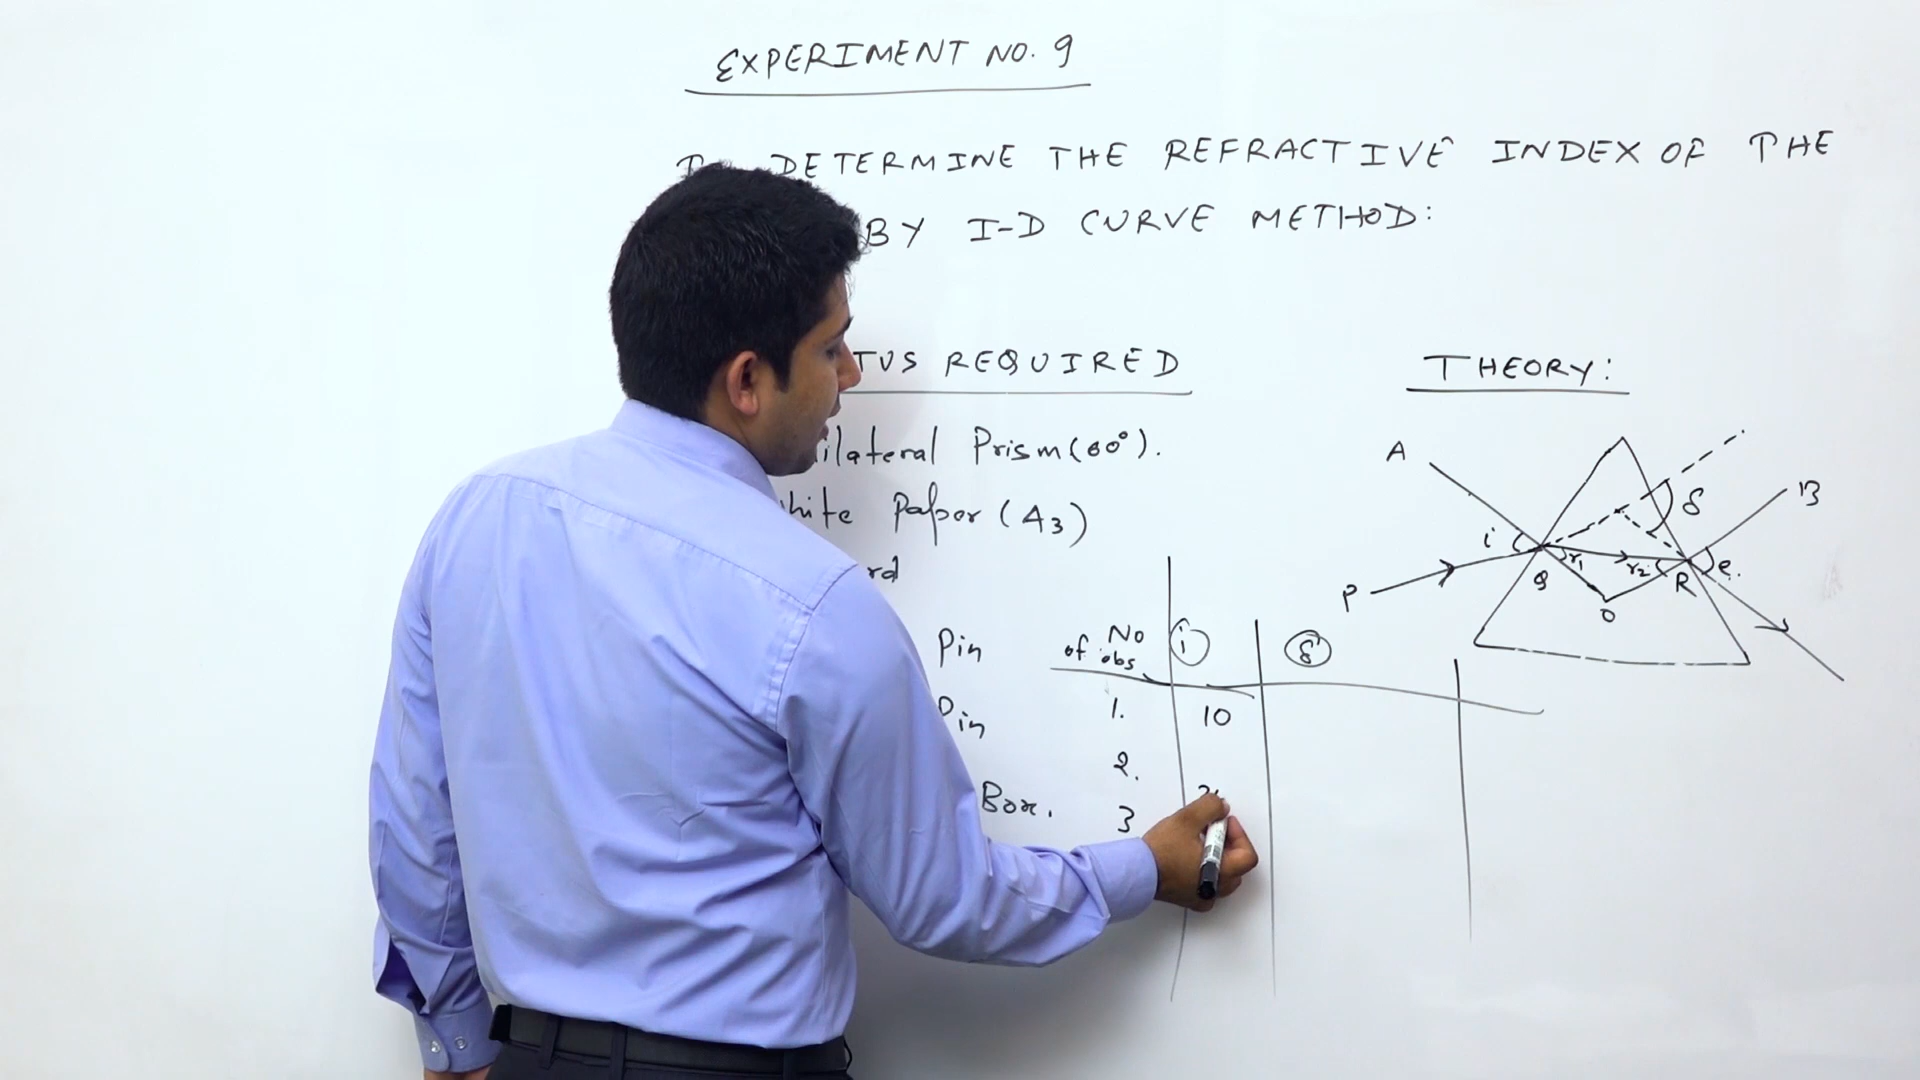 EXPERIMENT NO. 9
DETERMINE THE REFRACTIVE INDEX OF THE
BY I-D CURVE METHOD:
TUS REQUIRED
ilateral Prism (60°).
hite Paper (A3)
rd
Pin
Pin
Box.
No of obs
i
δ
1. 10
2.
3
THEORY:
A
B
δ
i
r1
r2
e.
P
Q
R
O